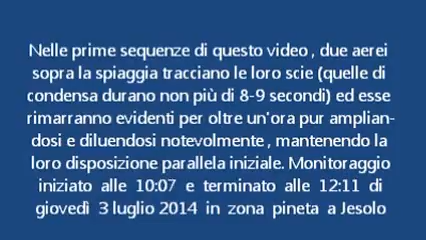 Nelle prime sequenze di questo video, due aerei
sopra la spiaggia tracciano le loro scie (quelle di
condensa durano non più di 8-9 secondi) ed esse
rimarranno evidenti per oltre un'ora pur amplian-
dosi e diluendosi notevolmente, mantenendo la
loro disposizione parallela iniziale. Monitoraggio
iniziato alle 10:07 e terminato alle 12:11 di
giovedì 3 luglio 2014 in zona pineta a Jesolo